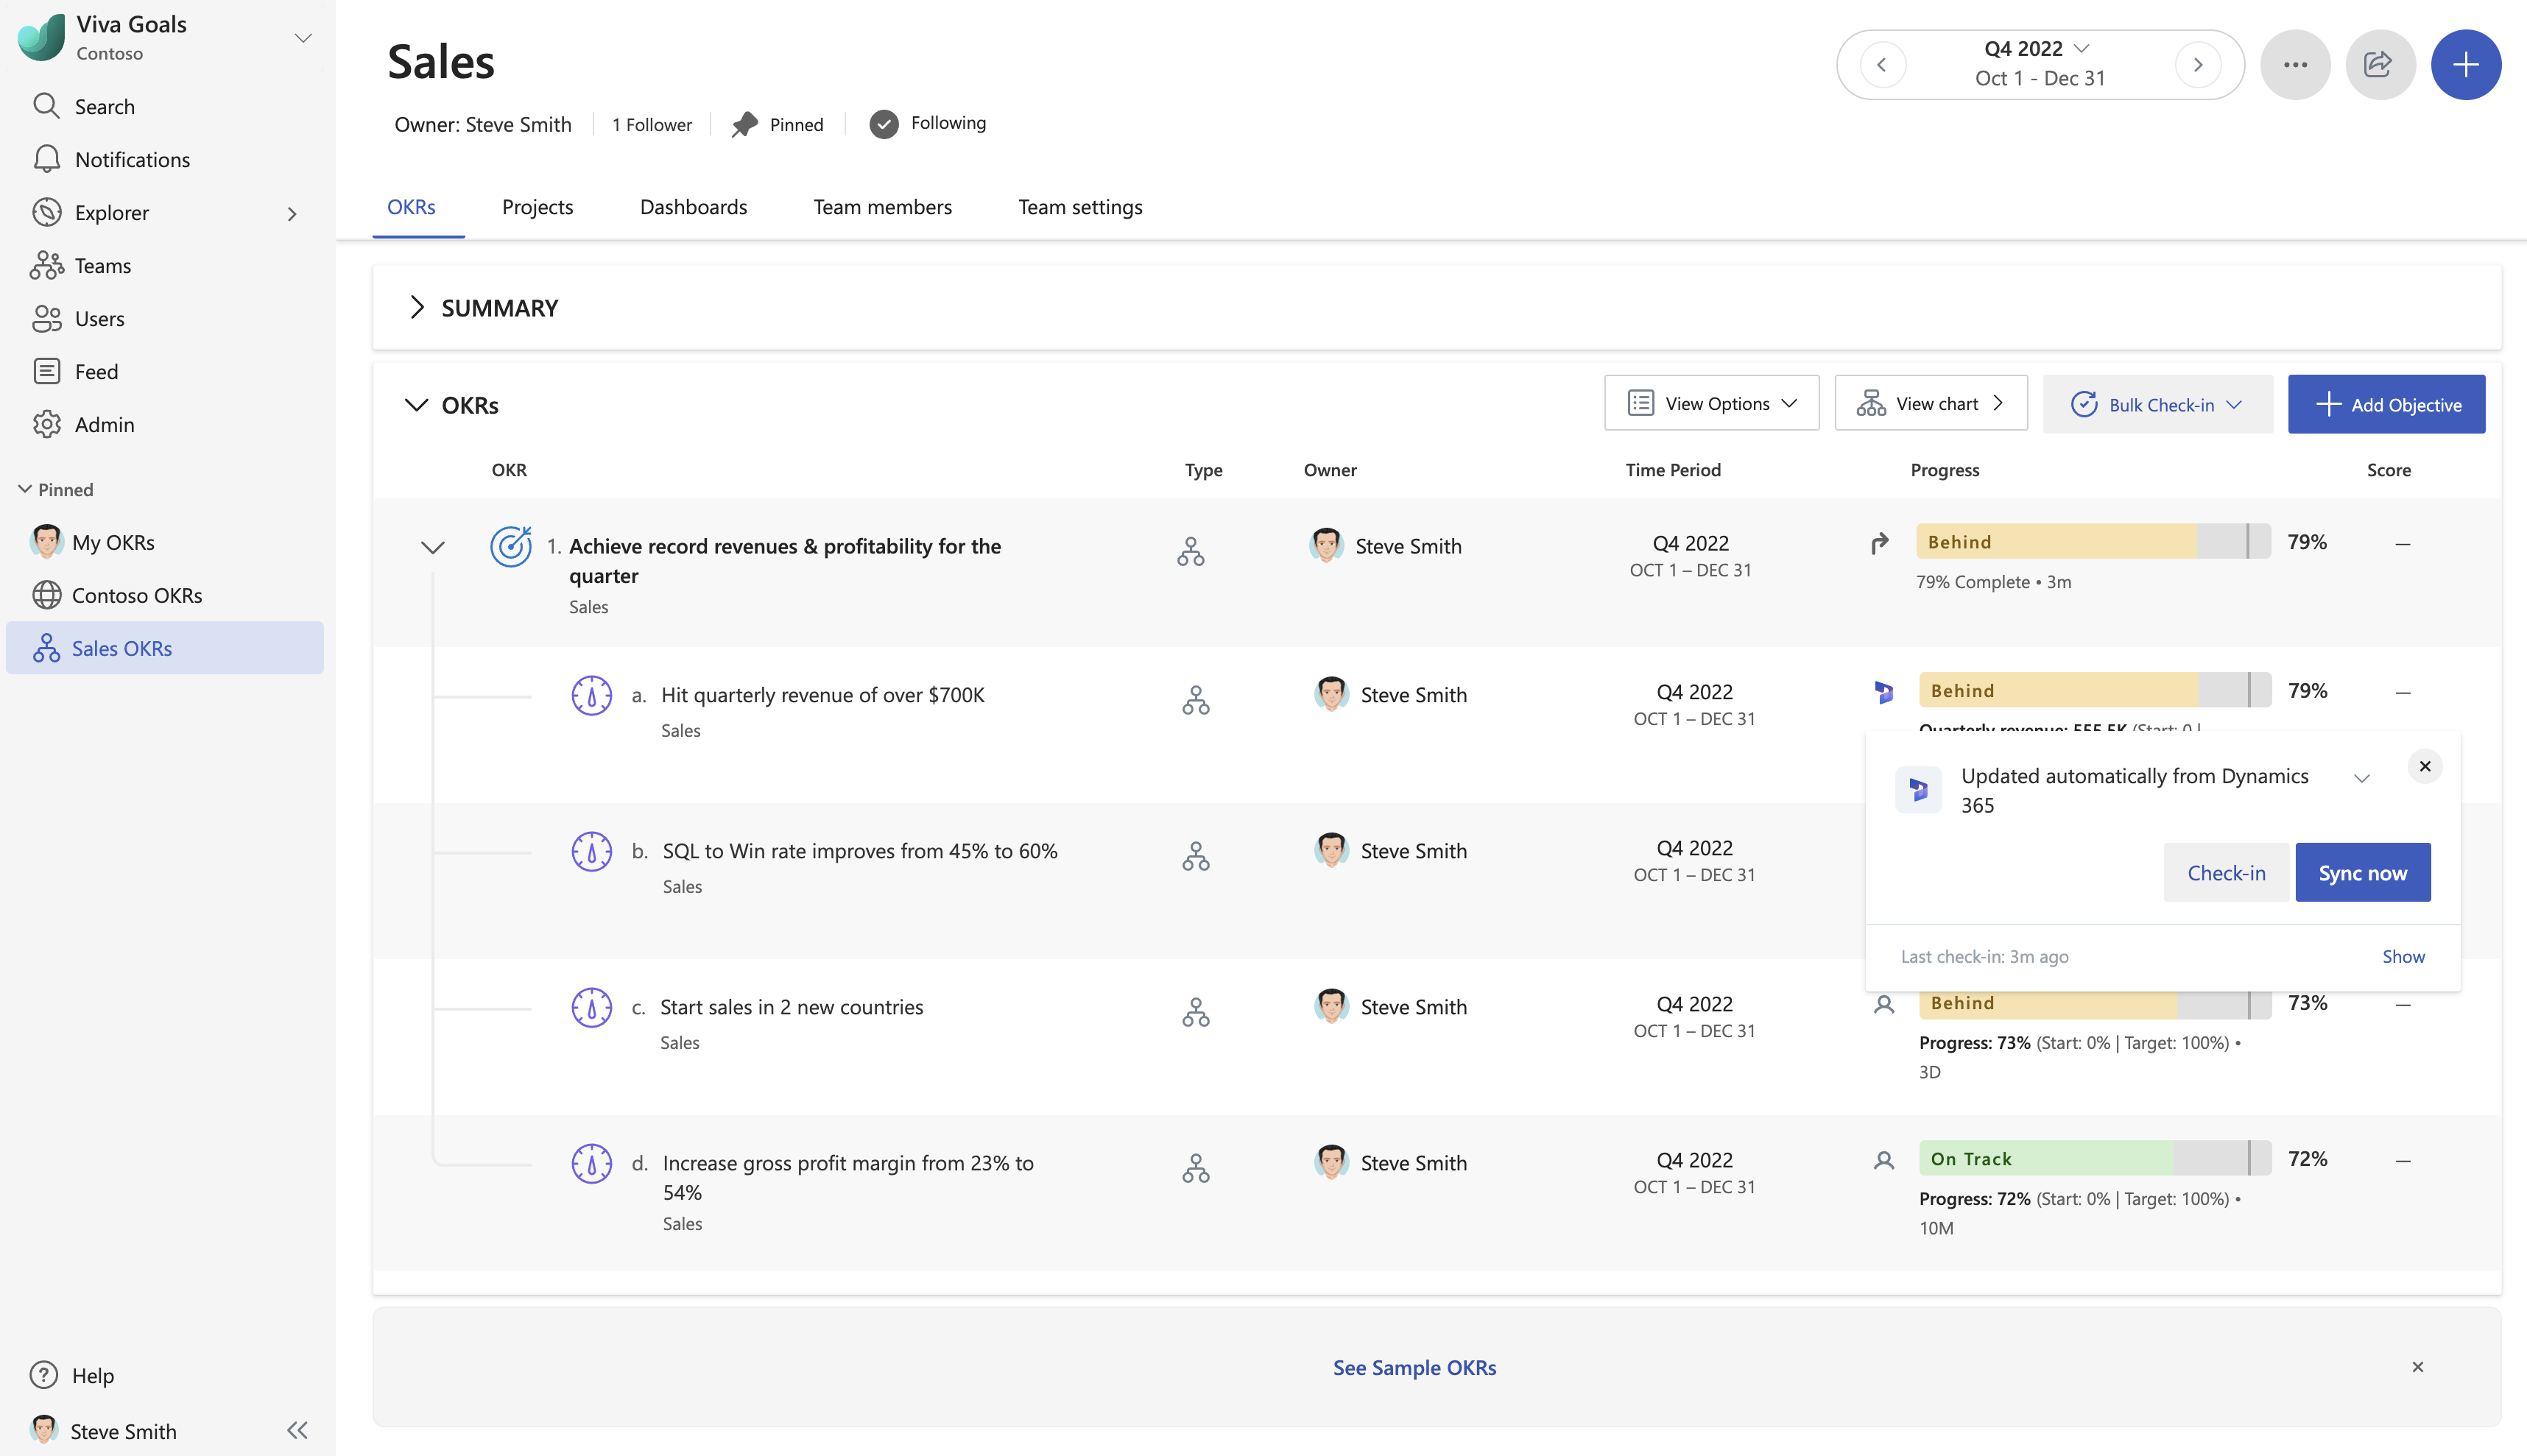 Viva Goals
Contoso
Search
Notifications
Explorer
Teams
Users
Feed
Admin
Pinned
My OKRs
Contoso OKRs
Sales OKRs
Help
Steve Smith
Sales
Q4 2022
Oct 1 - Dec 31
Owner: Steve Smith
1 Follower
Pinned
Following
OKRs
Projects
Dashboards
Team members
Team settings
SUMMARY
OKRs
View Options
View chart
Bulk Check-in
Add Objective
OKR
Type
Owner
Time Period
Progress
Score
1. Achieve record revenues & profitability for the
quarter
Sales
Steve Smith
Q4 2022
OCT 1 – DEC 31
Behind
79%
—
79% Complete • 3m
a. Hit quarterly revenue of over $700K
Sales
Steve Smith
Q4 2022
OCT 1 – DEC 31
Behind
79%
—
Quarterly revenue: 555.5K (Start: 0 |
Updated automatically from Dynamics
365
Check-in
Sync now
Last check-in: 3m ago
Show
b. SQL to Win rate improves from 45% to 60%
Sales
Steve Smith
Q4 2022
OCT 1 – DEC 31
c. Start sales in 2 new countries
Sales
Steve Smith
Q4 2022
OCT 1 – DEC 31
Behind
73%
—
Progress: 73% (Start: 0% | Target: 100%) •
3D
d. Increase gross profit margin from 23% to
54%
Sales
Steve Smith
Q4 2022
OCT 1 – DEC 31
On Track
72%
—
Progress: 72% (Start: 0% | Target: 100%) •
10M
See Sample OKRs